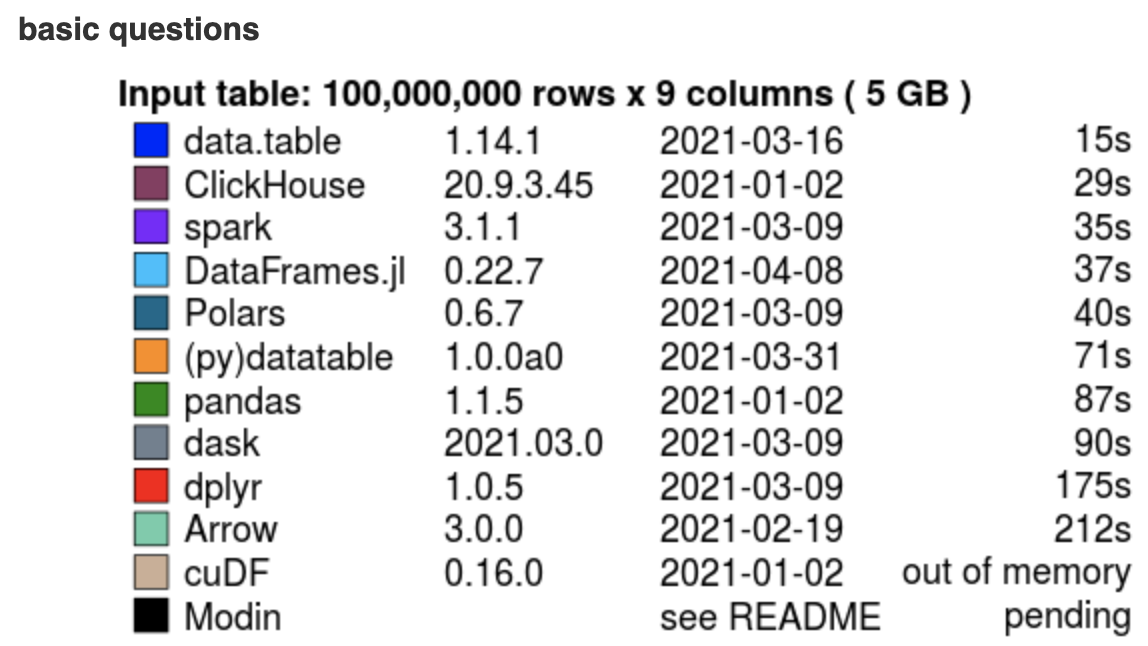 basic questions
Input table: 100,000,000 rows x 9 columns ( 5 GB )
data.table 1.14.1 2021-03-16 15s
ClickHouse 20.9.3.45 2021-01-02 29s
spark 3.1.1 2021-03-09 35s
DataFrames.jl 0.22.7 2021-04-08 37s
Polars 0.6.7 2021-03-09 40s
(py)datatable 1.0.0a0 2021-03-31 71s
pandas 1.1.5 2021-01-02 87s
dask 2021.03.0 2021-03-09 90s
dplyr 1.0.5 2021-03-09 175s
Arrow 3.0.0 2021-02-19 212s
cuDF 0.16.0 2021-01-02 out of memory
Modin see README pending